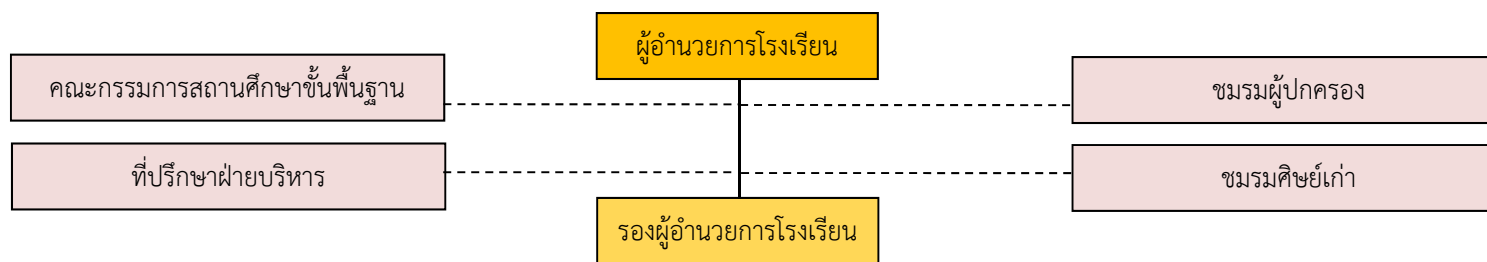 ผู้อำนวยการโรงเรียน
คณะกรรมการสถานศึกษาขั้นพื้นฐาน
ชมรมผู้ปกครอง
ที่ปรึกษาฝ่ายบริหาร
ชมรมศิษย์เก่า
รองผู้อำนวยการโรงเรียน